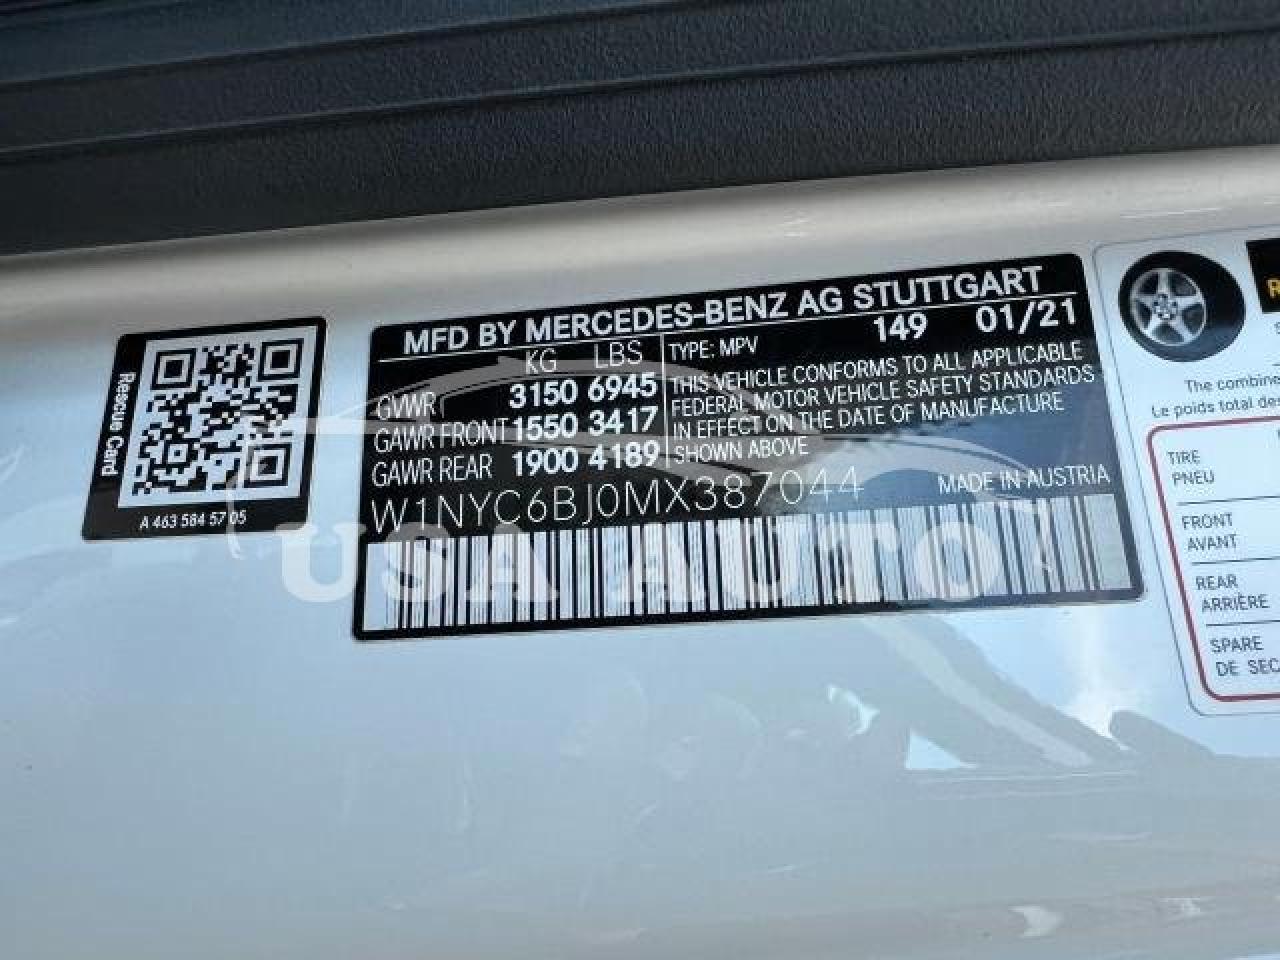 Rescue Card
A 463 584 57 05
MFD BY MERCEDES-BENZ AG STUTTGART
KG LBS
TYPE: MPV 149 01/21
GVWR 3150 6945
GAWR FRONT 1550 3417
GAWR REAR 1900 4189
THIS VEHICLE CONFORMS TO ALL APPLICABLE
FEDERAL MOTOR VEHICLE SAFETY STANDARDS
IN EFFECT ON THE DATE OF MANUFACTURE
SHOWN ABOVE
W1NYC6BJ0MX387044
MADE IN AUSTRIA
USA AUTO
The combine
Le poids total des
TIRE
PNEU
FRONT
AVANT
REAR
ARRIÈRE
SPARE
DE SEC